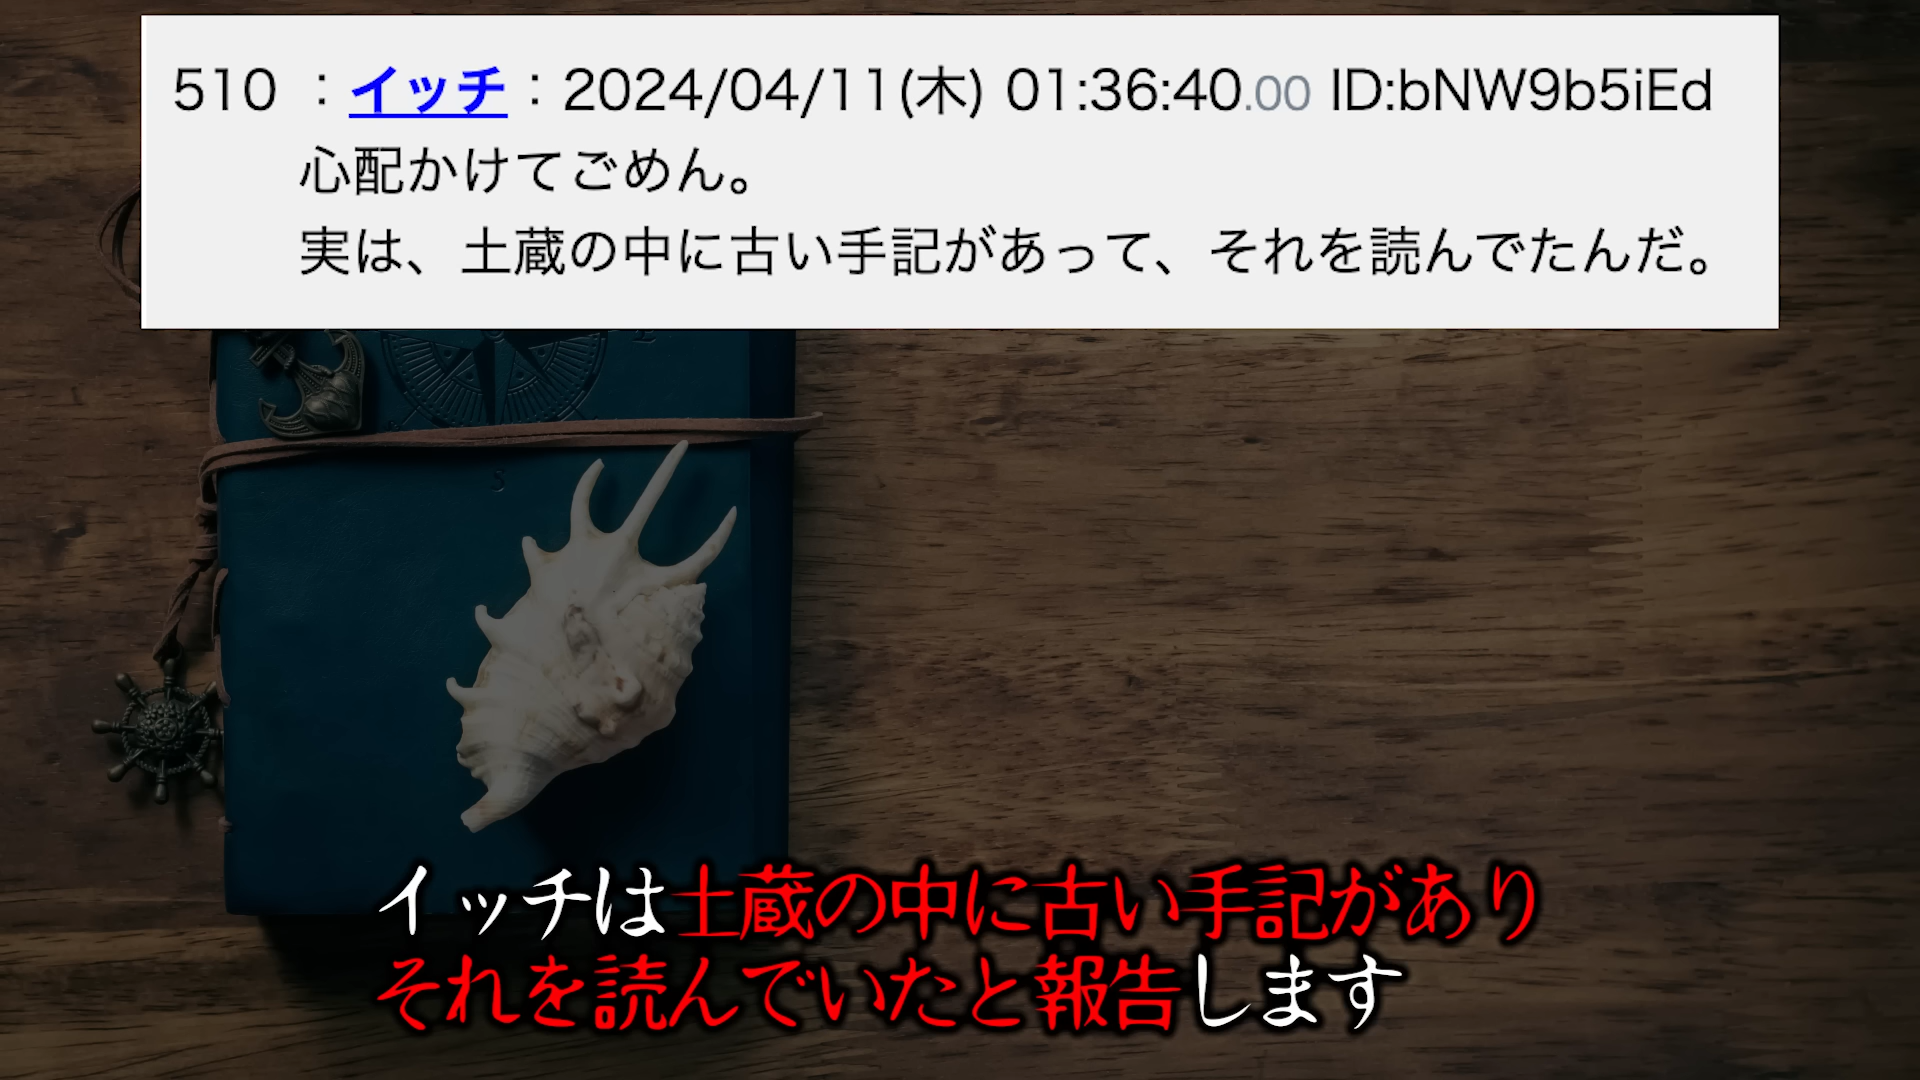 510 ：イッチ：2024/04/11(木) 01:36:40.00 ID:bNW9b5iEd
心配かけてごめん。
実は、土蔵の中に古い手記があって、それを読んでたんだ。
イッチは土蔵の中に古い手記があり
それを読んでいたと報告します